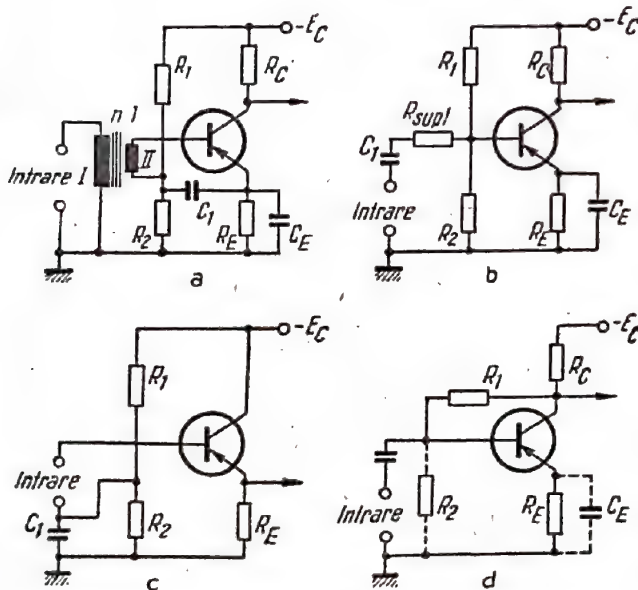 -E_C
R_1
R_C
n:1
II
Intrare I
C_1
R_2
R_E
C_E
a
-E_C
R_1
R_C
R_supl
C_1
Intrare
R_2
R_E
C_E
b
-E_C
R_1
Intrare
C_1
R_2
R_E
c
-E_C
R_C
R_1
Intrare
R_2
R_E
C_E
d